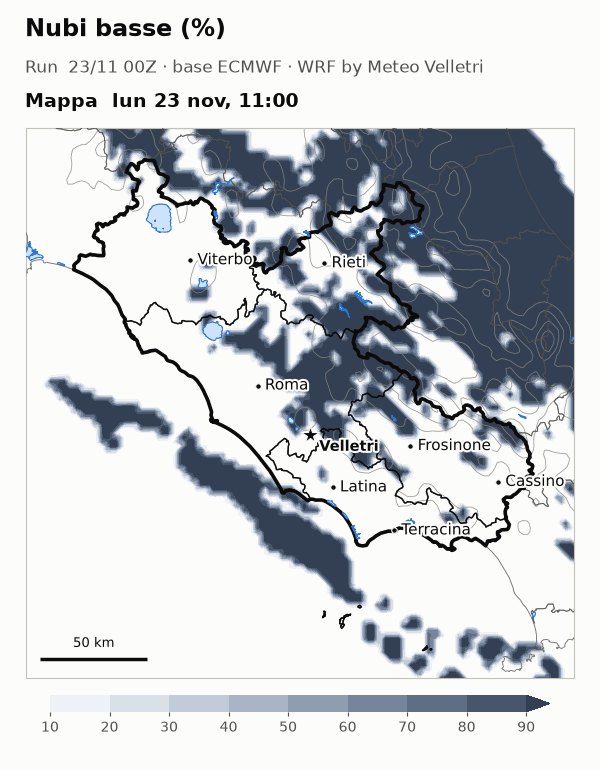 Nubi basse (%)
Run  23/11 00Z · base ECMWF · WRF by Meteo Velletri
Mappa  lun 23 nov, 11:00
Viterbo
Rieti
Roma
Velletri
Frosinone
Cassino
Latina
Terracina
50 km
10 20 30 40 50 60 70 80 90